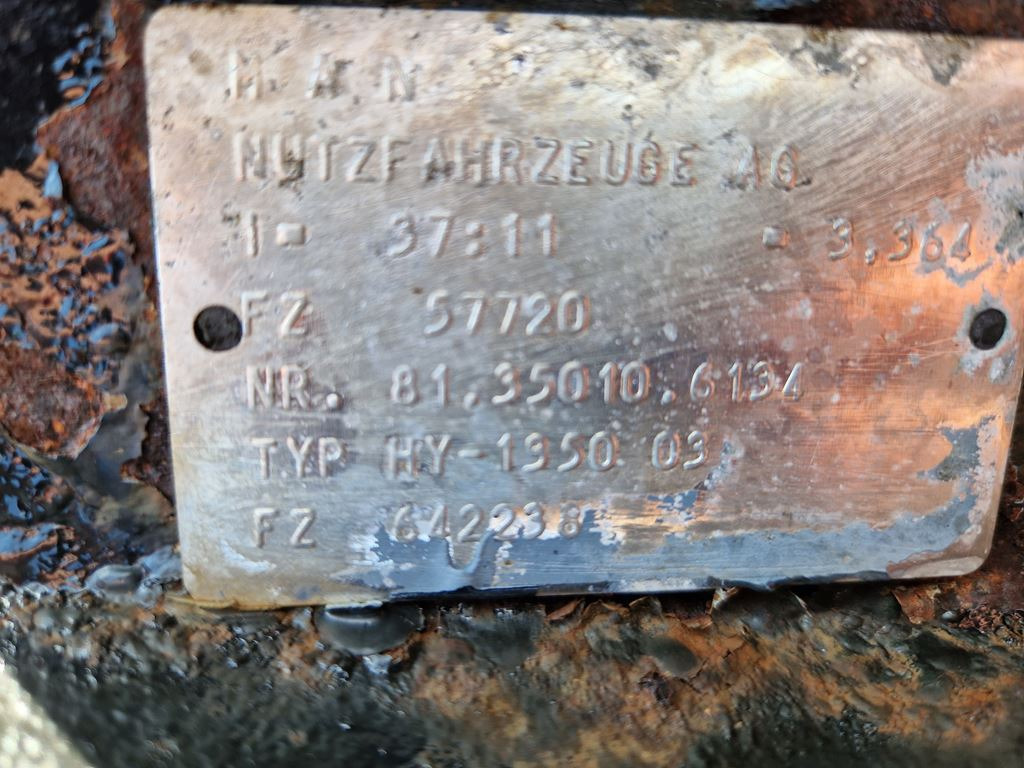 M.A.N.
NUTZFAHRZEUGE AG
I= 37:11 = 3.364
FZ 57720
NR. 81.35010.6134
TYP HY-1350 03
FZ 642238